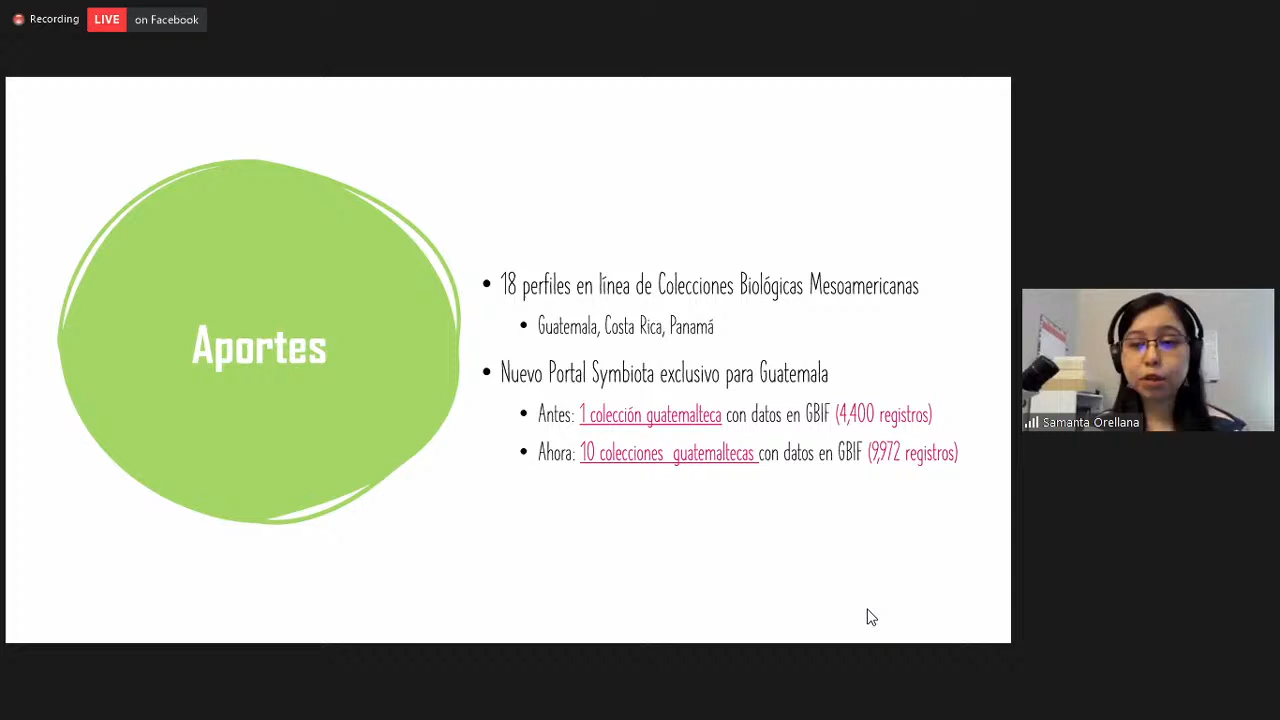 Recording LIVE on Facebook
Aportes
18 perfiles en línea de Colecciones Biológicas Mesoamericanas
Guatemala, Costa Rica, Panamá
Nuevo Portal Symbiota exclusivo para Guatemala
Antes: 1 colección guatemalteca con datos en GBIF (4,400 registros)
Ahora: 10 colecciones guatemaltecas con datos en GBIF (9,972 registros)
Samanta Orellana